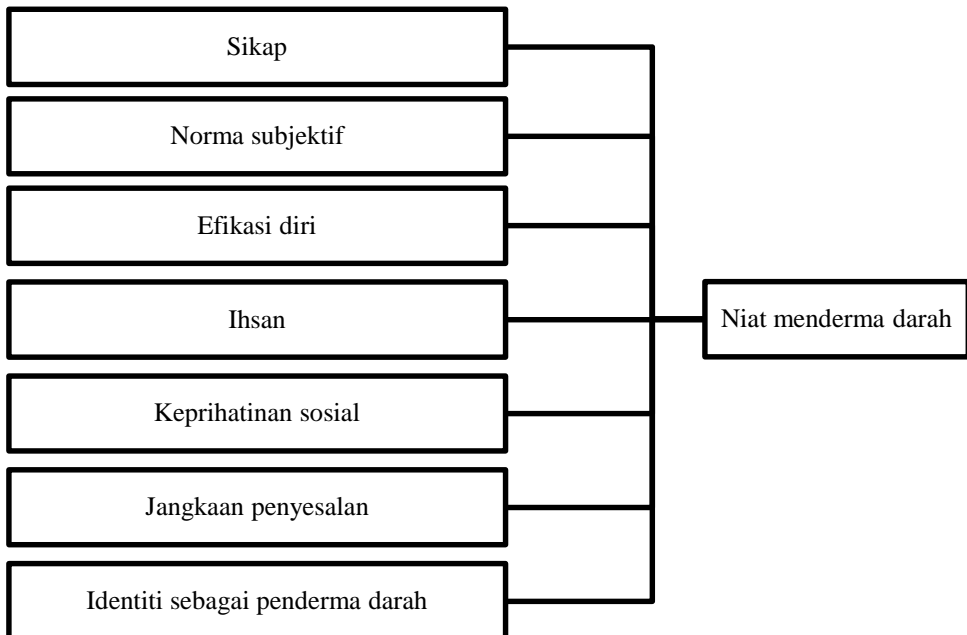 Sikap
Norma subjektif
Efikasi diri
Ihsan
Niat menderma darah
Keprihatinan sosial
Jangkaan penyesalan
Identiti sebagai penderma darah